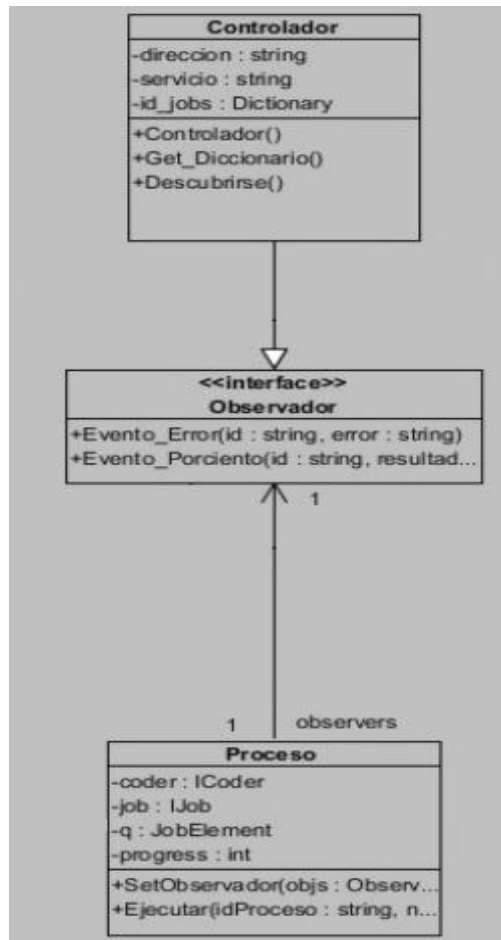 Controlador
-direccion : string
-servicio : string
-id_jobs : Dictionary
+Controlador()
+Get_Diccionario()
+Descubrirse()
<<interface>>
Observador
+Evento_Error(id : string, error : string)
+Evento_Porciento(id : string, resultad...
1
1 observers
Proceso
-coder : ICoder
-job : IJob
-q : JobElement
-progress : int
+SetObservador(objs : Observ...
+Ejecutar(idProceso : string, n...